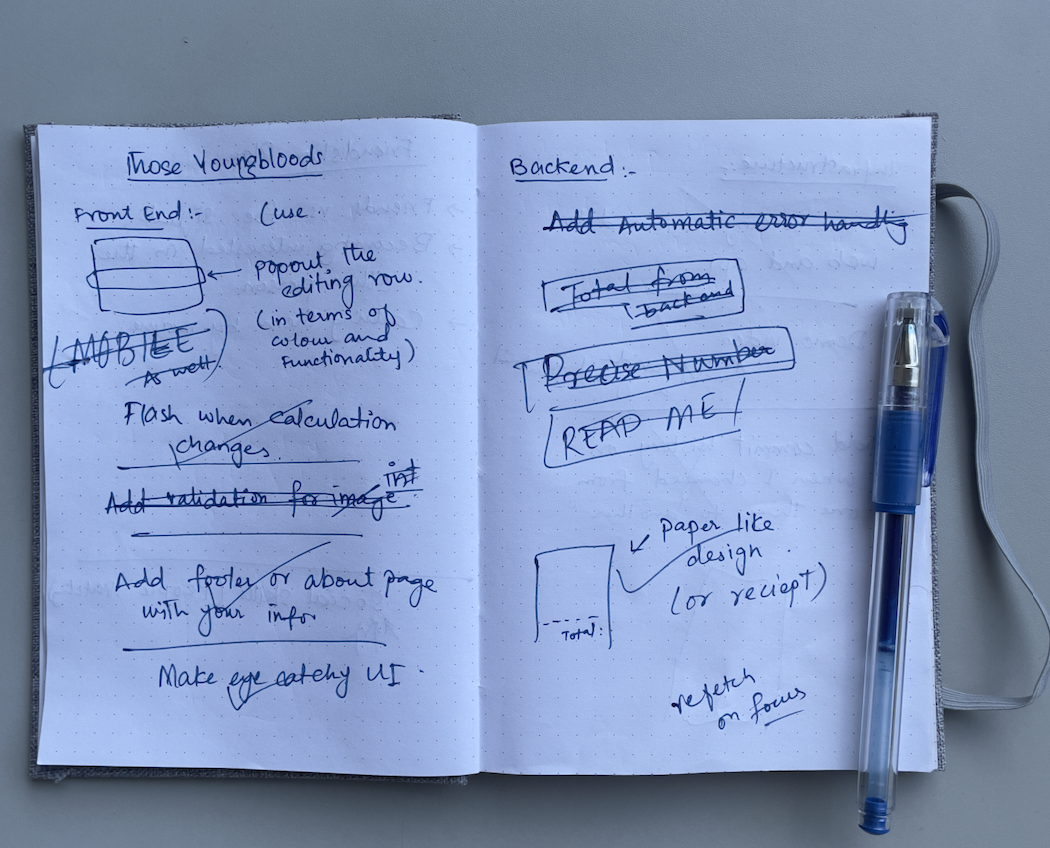 Those Youngbloods
Front End:-
(use.
popout the
editing row.
(in terms of
colour and
functionality)
(MOBILE
As well)
Flash when calculation
changes.
Add validation for image
int
Add footer or about page
with your info.
Make eye catchy UI.
Backend:-
Add Automatic error handlig
Total from
backend
Precise Number
READ ME
paper like
design.
(or reciept)
Total:
refetch
on focus